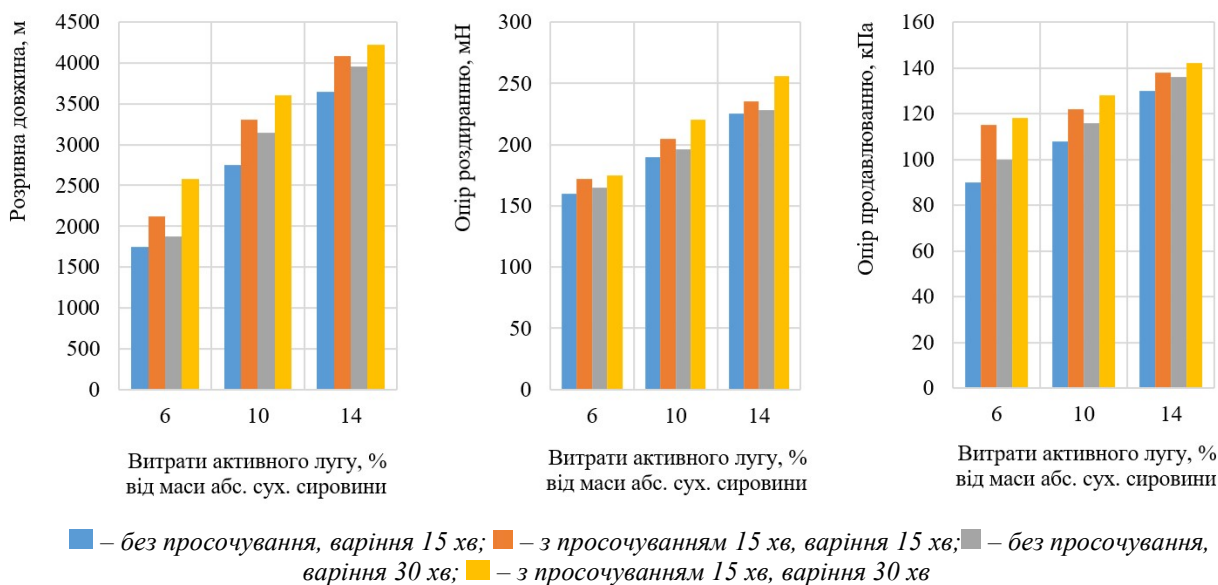 Розривна довжина, м
4500
4000
3500
3000
2500
2000
1500
1000
500
0
6 10 14
Витрати активного лугу, %
від маси абс. сух. сировини
Опір роздиранню, мН
300
250
200
150
100
50
0
6 10 14
Витрати активного лугу, %
від маси абс. сух. сировини
Опір продавлюванню, кПа
160
140
120
100
80
60
40
20
0
6 10 14
Витрати активного лугу, %
від маси абс. сух. сировини
– без просочування, варіння 15 хв; – з просочуванням 15 хв, варіння 15 хв; – без просочування,
варіння 30 хв; – з просочуванням 15 хв, варіння 30 хв